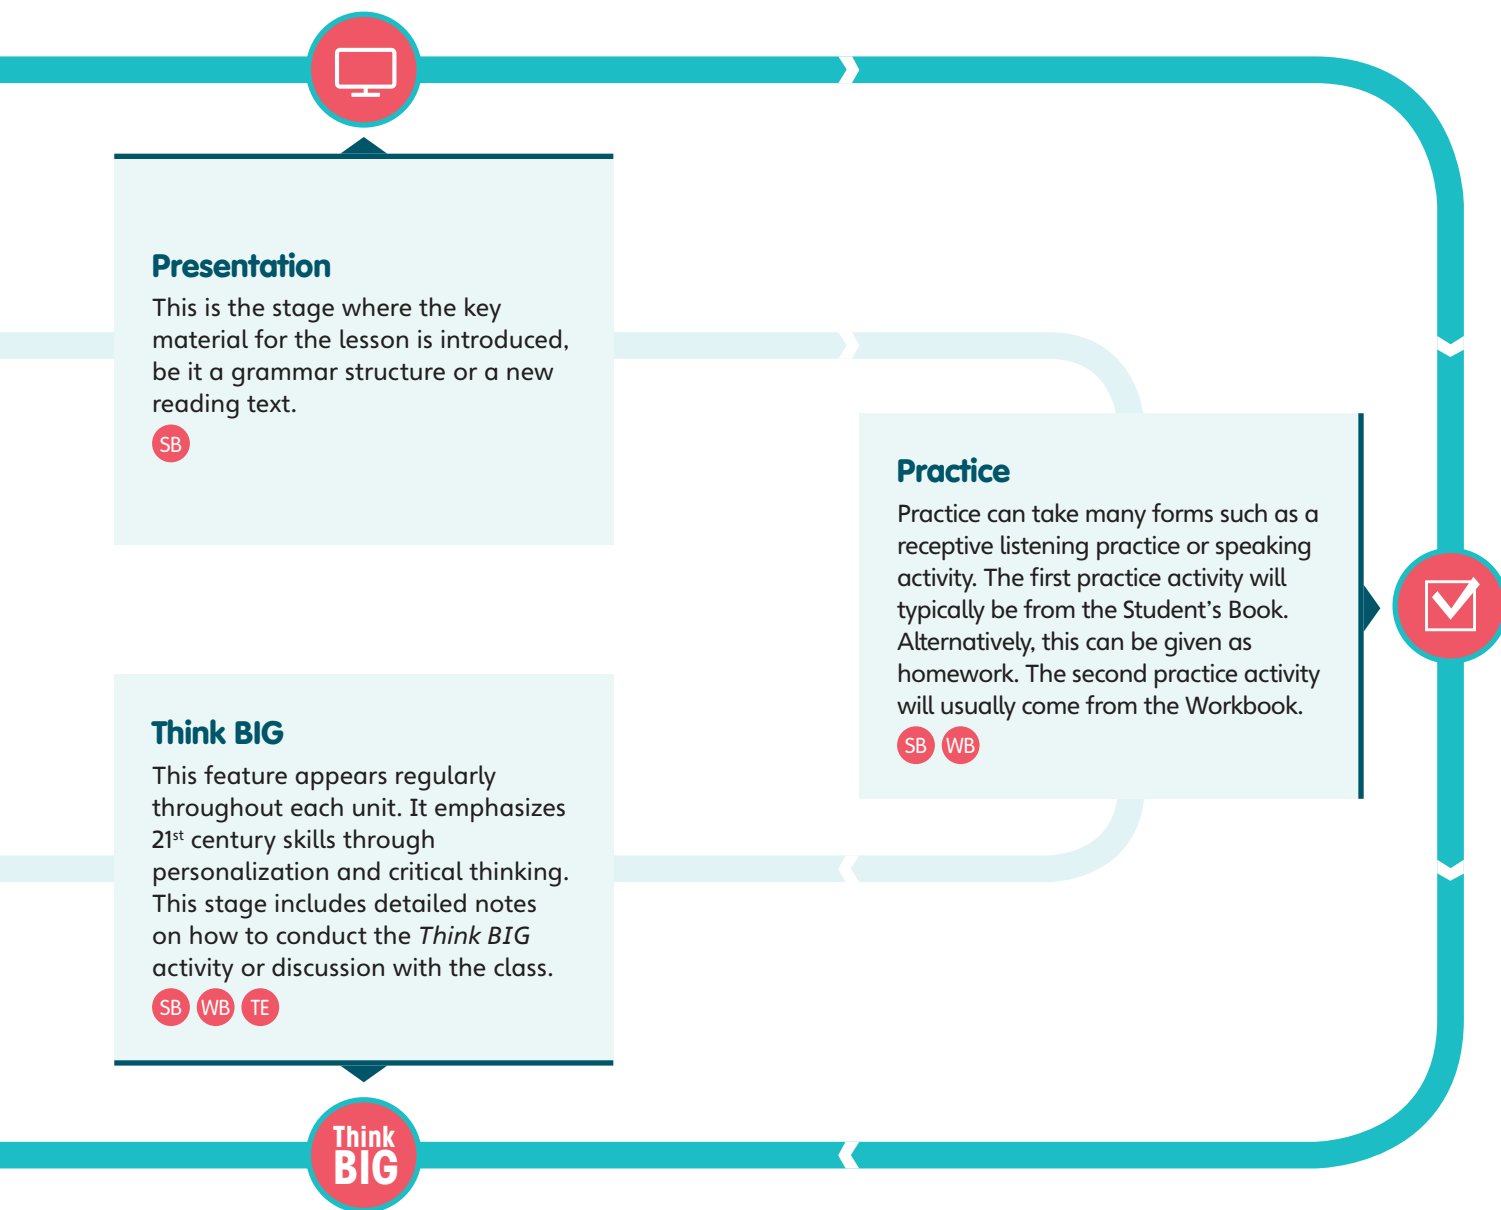 Presentation
This is the stage where the key
material for the lesson is introduced,
be it a grammar structure or a new
reading text.
SB
Practice
Practice can take many forms such as a
receptive listening practice or speaking
activity. The first practice activity will
typically be from the Student’s Book.
Alternatively, this can be given as
homework. The second practice activity
will usually come from the Workbook.
SB WB
Think BIG
This feature appears regularly
throughout each unit. It emphasizes
21st century skills through
personalization and critical thinking.
This stage includes detailed notes
on how to conduct the Think BIG
activity or discussion with the class.
SB WB TE
Think
BIG